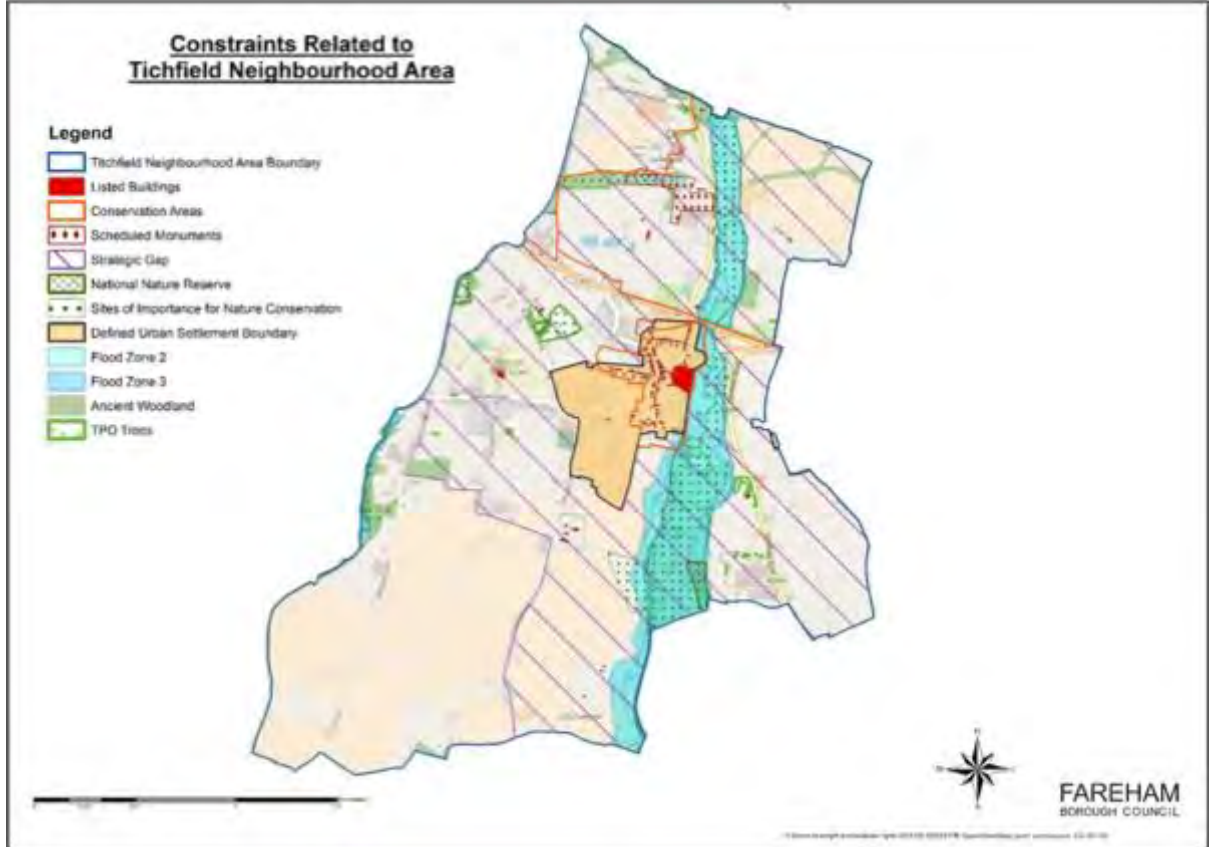 Constraints Related to
Titchfield Neighbourhood Area
Legend
Titchfield Neighbourhood Area Boundary
Listed Buildings
Conservation Areas
Scheduled Monuments
Strategic Gap
National Nature Reserve
Sites of Importance for Nature Conservation
Defined Urban Settlement Boundary
Flood Zone 2
Flood Zone 3
Ancient Woodland
TPO Trees
FAREHAM
BOROUGH COUNCIL